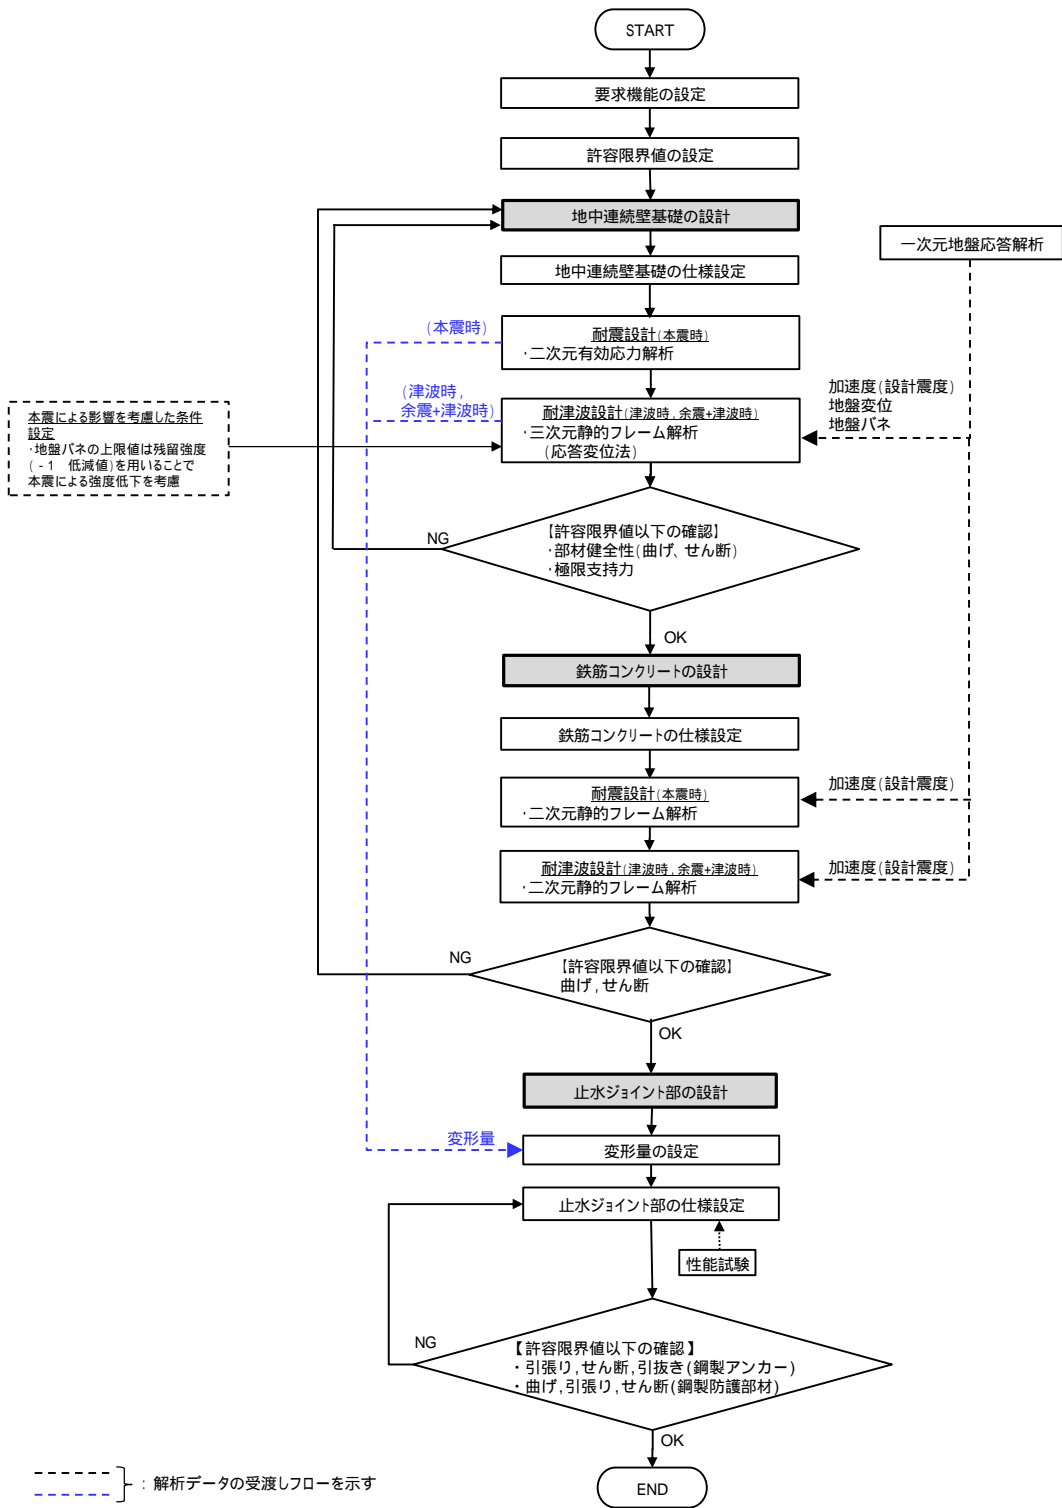 START
要求機能の設定
許容限界値の設定
地中連続壁基礎の設計
一次元地盤応答解析
地中連続壁基礎の仕様設定
(本震時)
耐震設計(本震時)
・二次元有効応力解析
(津波時,
余震+津波時)
加速度(設計震度)
地盤変位
地盤バネ
本震による影響を考慮した条件
設定
・地盤バネの上限値は残留強度
(-1 低減値)を用いることで
本震による強度低下を考慮
耐津波設計(津波時,余震+津波時)
・三次元静的フレーム解析
(応答変位法)
NG
【許容限界値以下の確認】
・部材健全性(曲げ、せん断)
・極限支持力
OK
鉄筋コンクリートの設計
鉄筋コンクリートの仕様設定
耐震設計(本震時)
・二次元静的フレーム解析
加速度(設計震度)
耐津波設計(津波時,余震+津波時)
・二次元静的フレーム解析
加速度(設計震度)
NG
【許容限界値以下の確認】
曲げ,せん断
OK
止水ジョイント部の設計
変形量
変形量の設定
止水ジョイント部の仕様設定
性能試験
NG
【許容限界値以下の確認】
・引張り,せん断,引抜き(鋼製アンカー)
・曲げ,引張り,せん断(鋼製防護部材)
OK
END
:解析データの受渡しフローを示す